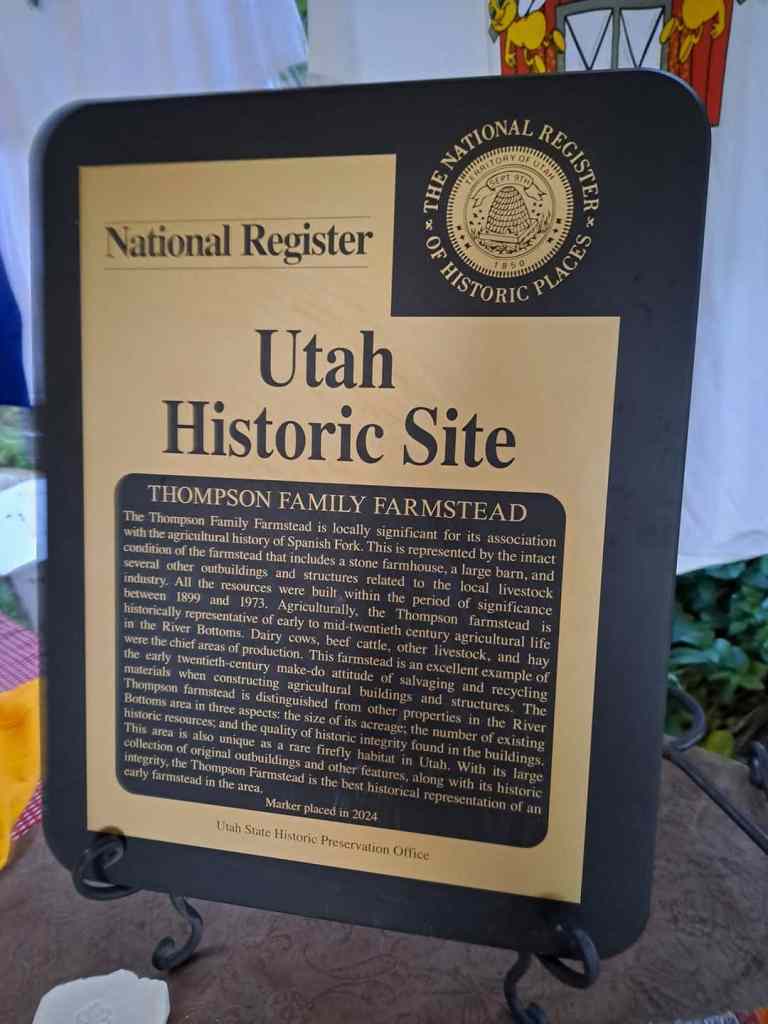 THE NATIONAL REGISTER
OF HISTORIC PLACES
TERRITORY OF UTAH
SEPT 9TH
1850
National Register
Utah
Historic Site
THOMPSON FAMILY FARMSTEAD
The Thompson Family Farmstead is locally significant for its association
with the agricultural history of Spanish Fork. This is represented by the intact
condition of the farmstead that includes a stone farmhouse, a large barn, and
several other outbuildings and structures related to the local livestock
industry. All the resources were built within the period of significance
between 1899 and 1973. Agriculturally, the Thompson farmstead is
historically representative of early to mid-twentieth century agricultural life
in the River Bottoms. Dairy cows, beef cattle, other livestock, and hay
were the chief areas of production. This farmstead is an excellent example of
the early twentieth-century make-do attitude of salvaging and recycling
materials when constructing agricultural buildings and structures. The
Thompson farmstead is distinguished from other properties in the River
Bottoms area in three aspects: the size of its acreage; the number of existing
historic resources; and the quality of historic integrity found in the buildings.
This area is also unique as a rare firefly habitat in Utah. With its large
collection of original outbuildings and other features, along with its historic
integrity, the Thompson Farmstead is the best historical representation of an
early farmstead in the area.
Marker placed in 2024
Utah State Historic Preservation Office